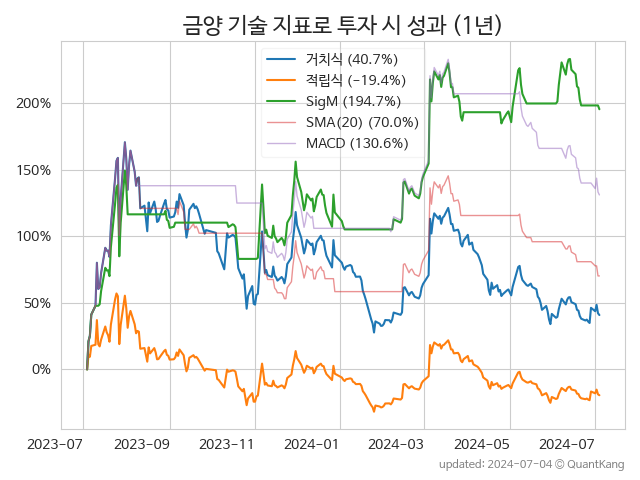 금양 기술 지표로 투자 시 성과 (1년)
거치식 (40.7%)
적립식 (−19.4%)
SigM (194.7%)
SMA(20) (70.0%)
MACD (130.6%)
200%
150%
100%
50%
0%
2023−07 2023−09 2023−11 2024−01 2024−03 2024−05 2024−07
updated: 2024-07-04 © QuantKang